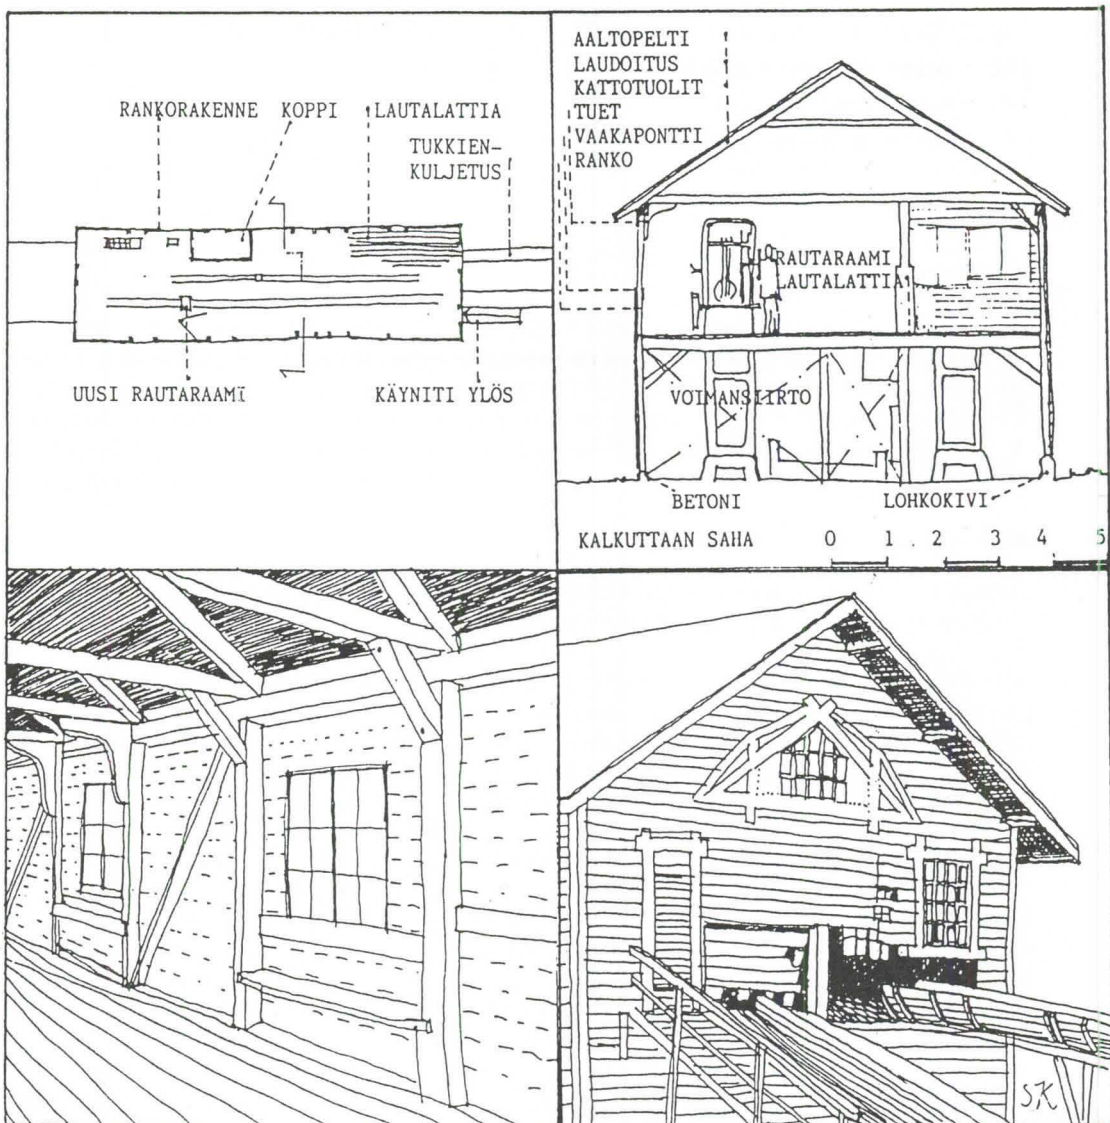 RANKORAKENNE KOPPI LAUTALATTIA
TUKKIEN-
KULJETUS
UUSI RAUTARAAMI KÄYNITI YLÖS
AALTOPELTI
LAUDOITUS
KATTOTUOLIT
TUET
VAAKAPONTTI
RANKO
RAUTARAAMI
LAUTALATTIA
VOIMANSIIRTO
BETONI LOHKOKIVI
KALKUTTAAN SAHA 0 1 2 3 4 5
SK